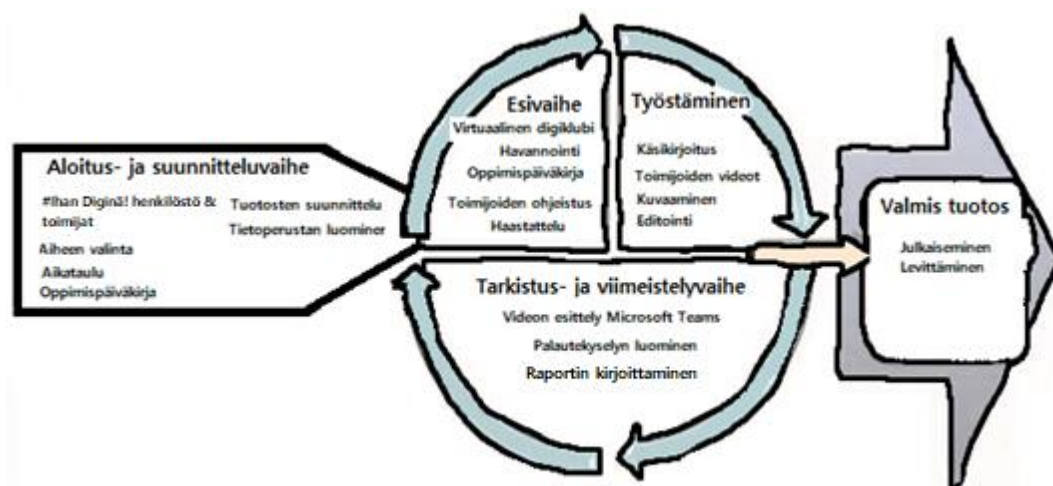 Aloitus- ja suunnitteluvaihe
#Ihan Diginä! henkilöstö &
toimijat
Aiheen valinta
Aikataulu
Oppimispäiväkirja
Tuotosten suunnittelu
Tietoperustan luominer
Esivaihe
Virtuaalinen digiklubi
Havannointi
Oppimispäiväkirja
Toimijoiden ohjeistus
Haastattelu
Työstäminen
Käsikirjoitus
Toimijoiden videot
Kuvaaminen
Editointi
Tarkistus- ja viimeistelyvaihe
Videon esittely Microsoft Teams
Palautekyselyn luominen
Raportin kirjoittaminen
Valmis tuotos
Julkaiseminen
Levittäminen